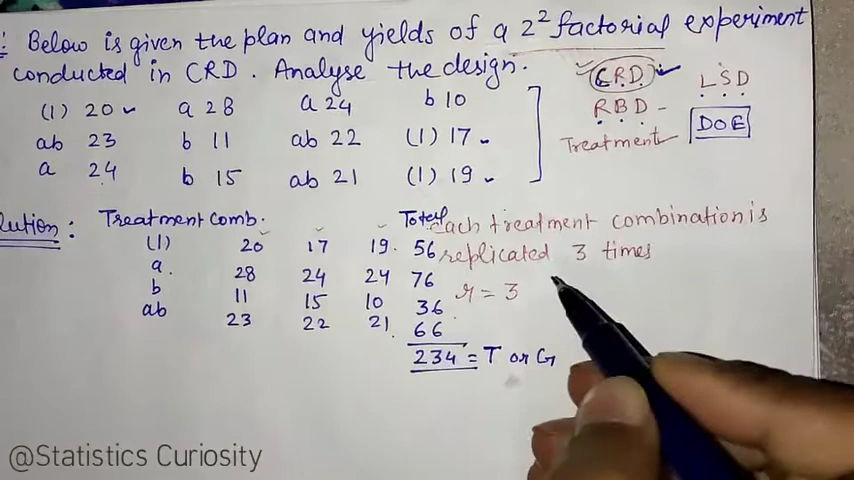 : Below is given the plan and yields of a 2² factorial experiment
conducted in CRD. Analyse the design.
(1) 20 a 28 a 24 b 10
ab 23 b 11 ab 22 (1) 17
a 24 b 15 ab 21 (1) 19
CRD LSD
RBD - DOE
Treatment
lution : Treatment Comb. Total
(1) 20 17 19 56
a 28 24 24 76
b 11 15 10 36
ab 23 22 21 66
234 = T or G
each treatment combination is
replicated 3 times
r = 3
@Statistics Curiosity